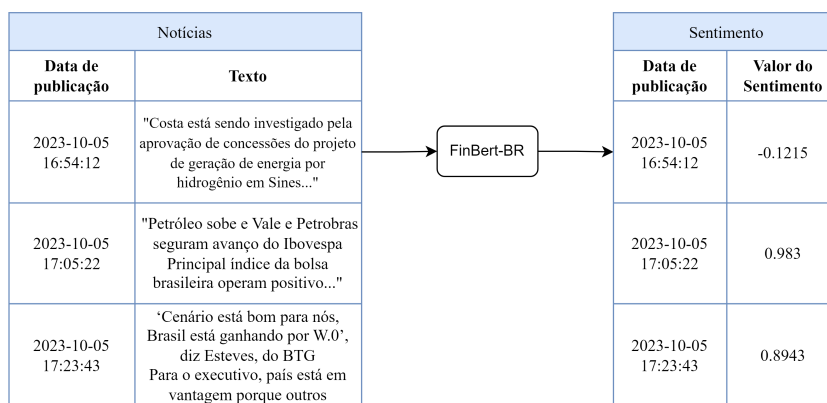 Notícias
Data de
publicação
Texto
2023-10-05
16:54:12
"Costa está sendo investigado pela
aprovação de concessões do projeto
de geração de energia por
hidrogênio em Sines..."
2023-10-05
17:05:22
"Petróleo sobe e Vale e Petrobras
seguram avanço do Ibovespa
Principal índice da bolsa
brasileira operam positivo..."
2023-10-05
17:23:43
‘Cenário está bom para nós,
Brasil está ganhando por W.0’,
diz Esteves, do BTG
Para o executivo, país está em
vantagem porque outros
FinBert-BR
Sentimento
Data de
publicação
Valor do
Sentimento
2023-10-05
16:54:12
-0.1215
2023-10-05
17:05:22
0.983
2023-10-05
17:23:43
0.8943